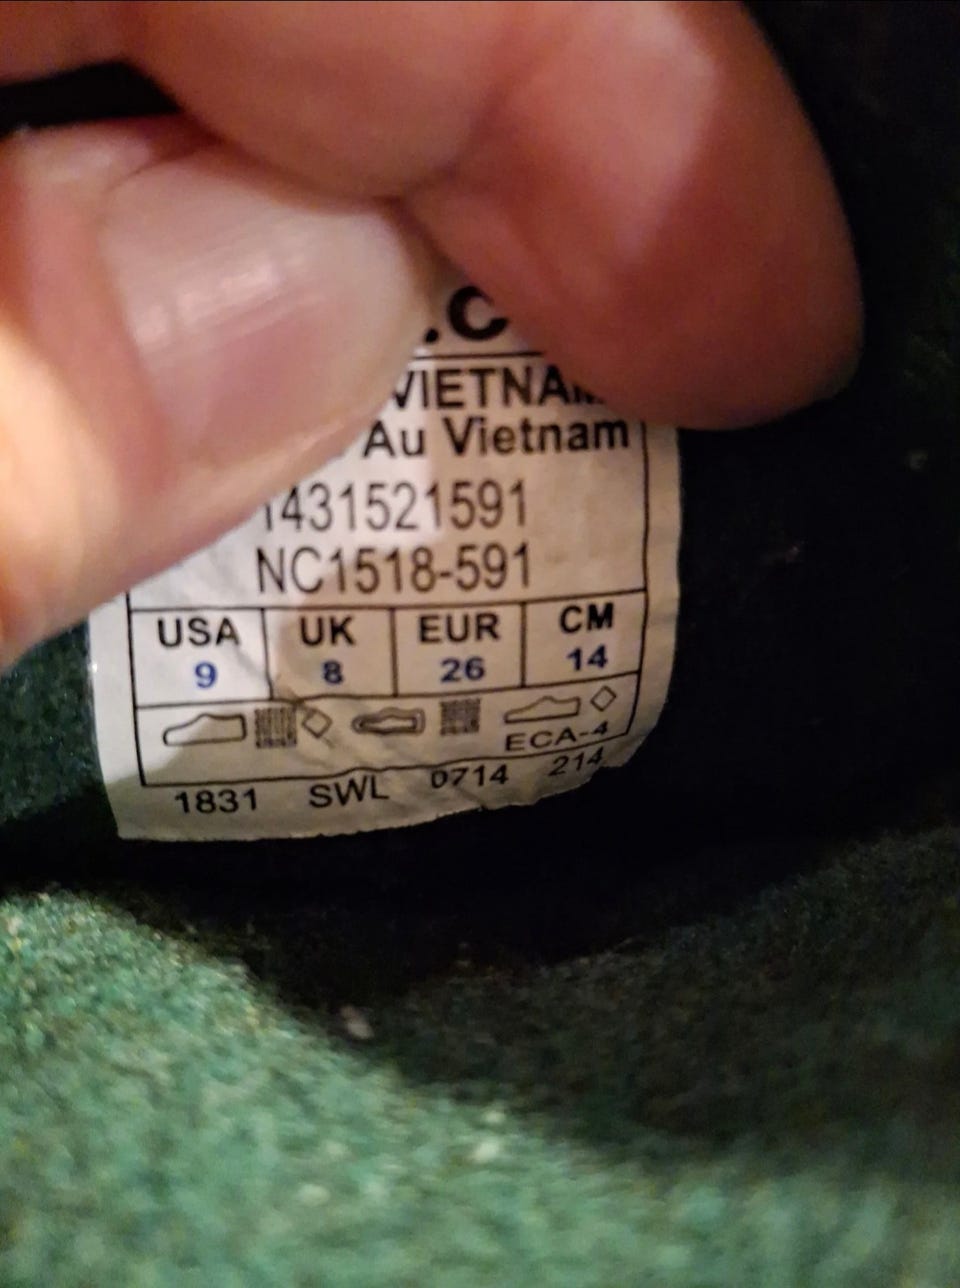 .C
VIETNAM
Au Vietnam
1431521591
NC1518-591
USA UK EUR CM
9 8 26 14
ECA-4
1831 SWL 0714 214